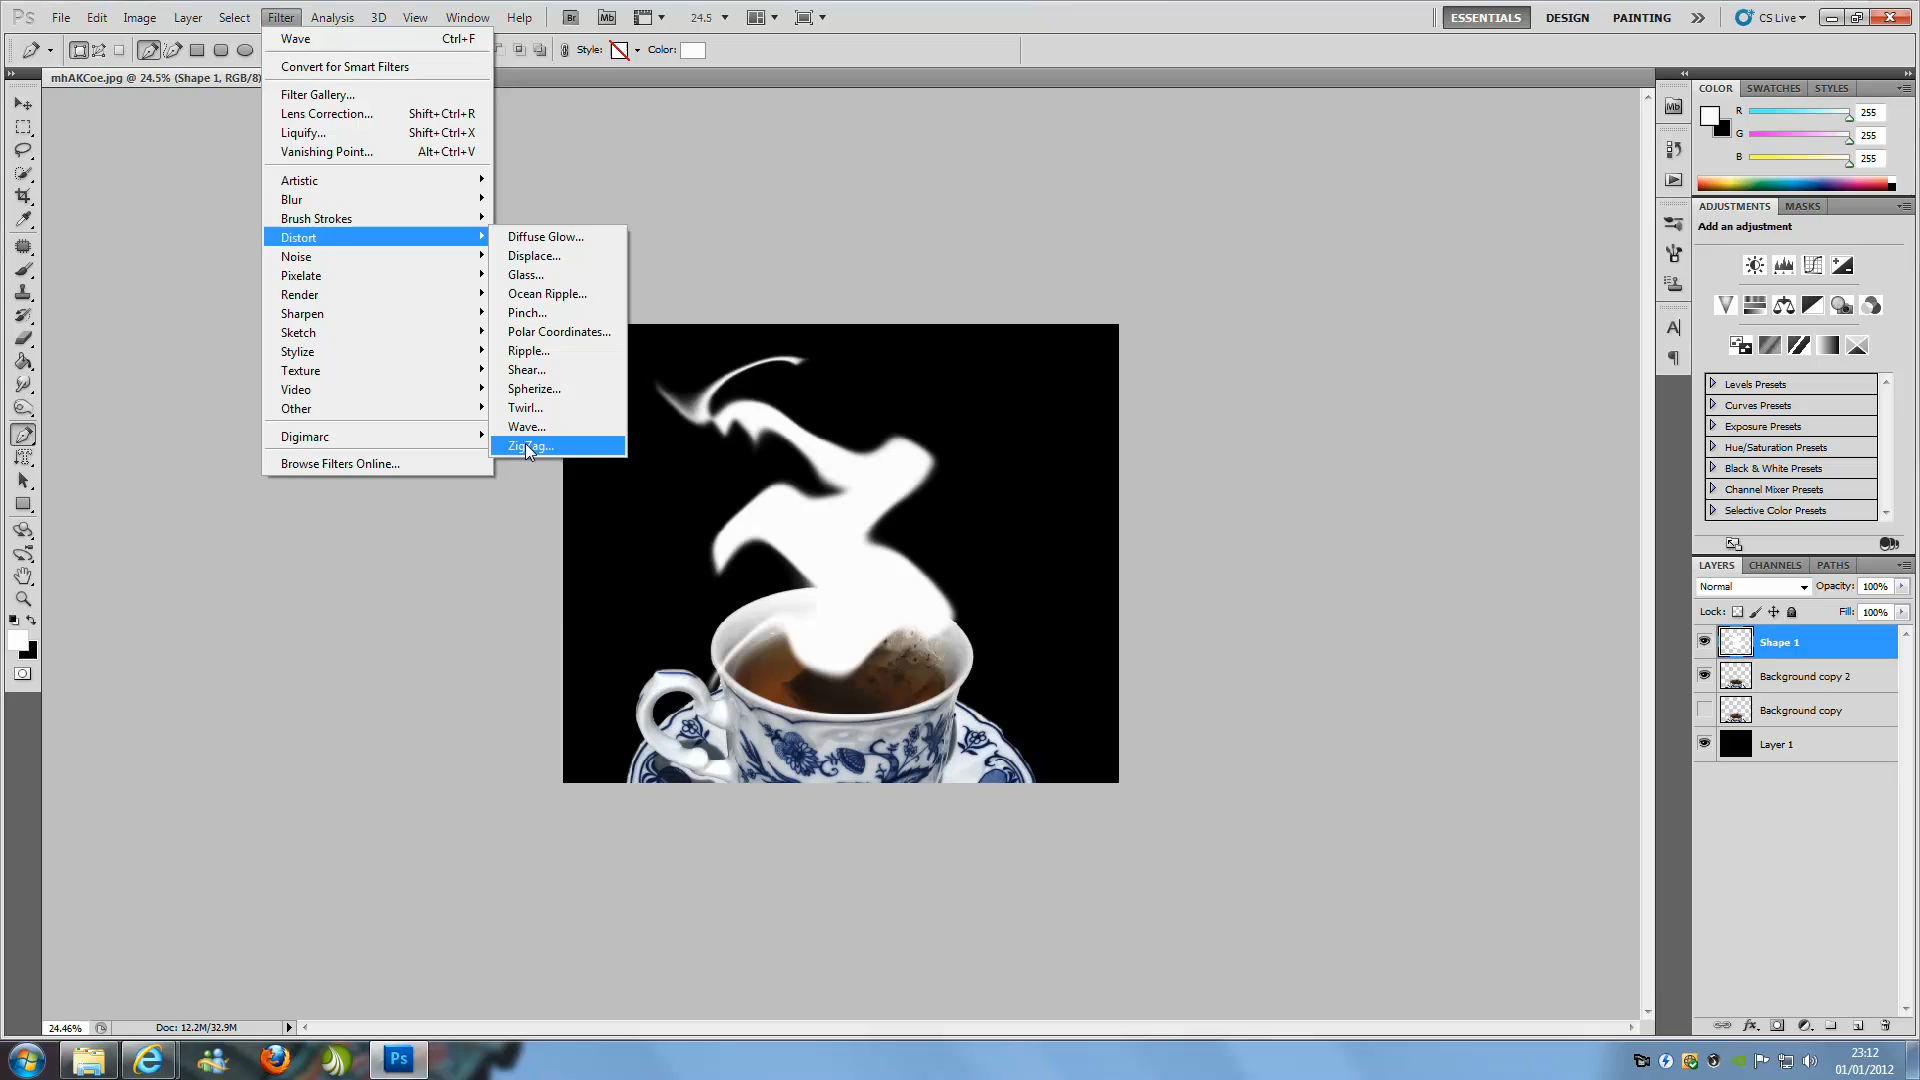 Ps File Edit Image Layer Select Filter Analysis 3D View Window Help Br Mb 24.5 ESSENTIALS DESIGN PAINTING CS Live
Style: Color:
mhAKCoe.jpg @ 24.5% (Shape 1, RGB/8)
Wave Ctrl+F
Convert for Smart Filters
Filter Gallery...
Lens Correction... Shift+Ctrl+R
Liquify... Shift+Ctrl+X
Vanishing Point... Alt+Ctrl+V
Artistic
Blur
Brush Strokes
Distort
Noise
Pixelate
Render
Sharpen
Sketch
Stylize
Texture
Video
Other
Digimarc
Browse Filters Online...
Diffuse Glow...
Displace...
Glass...
Ocean Ripple...
Pinch...
Polar Coordinates...
Ripple...
Shear...
Spherize...
Twirl...
Wave...
ZigZag...
Mb
COLOR SWATCHES STYLES
R 255
G 255
B 255
ADJUSTMENTS MASKS
Add an adjustment
Levels Presets
Curves Presets
Exposure Presets
Hue/Saturation Presets
Black & White Presets
Channel Mixer Presets
Selective Color Presets
LAYERS CHANNELS PATHS
Normal Opacity: 100%
Lock: Fill: 100%
Shape 1
Background copy 2
Background copy
Layer 1
fx
24.46% Doc: 12.2M/32.9M
Ps
23:12
01/01/2012